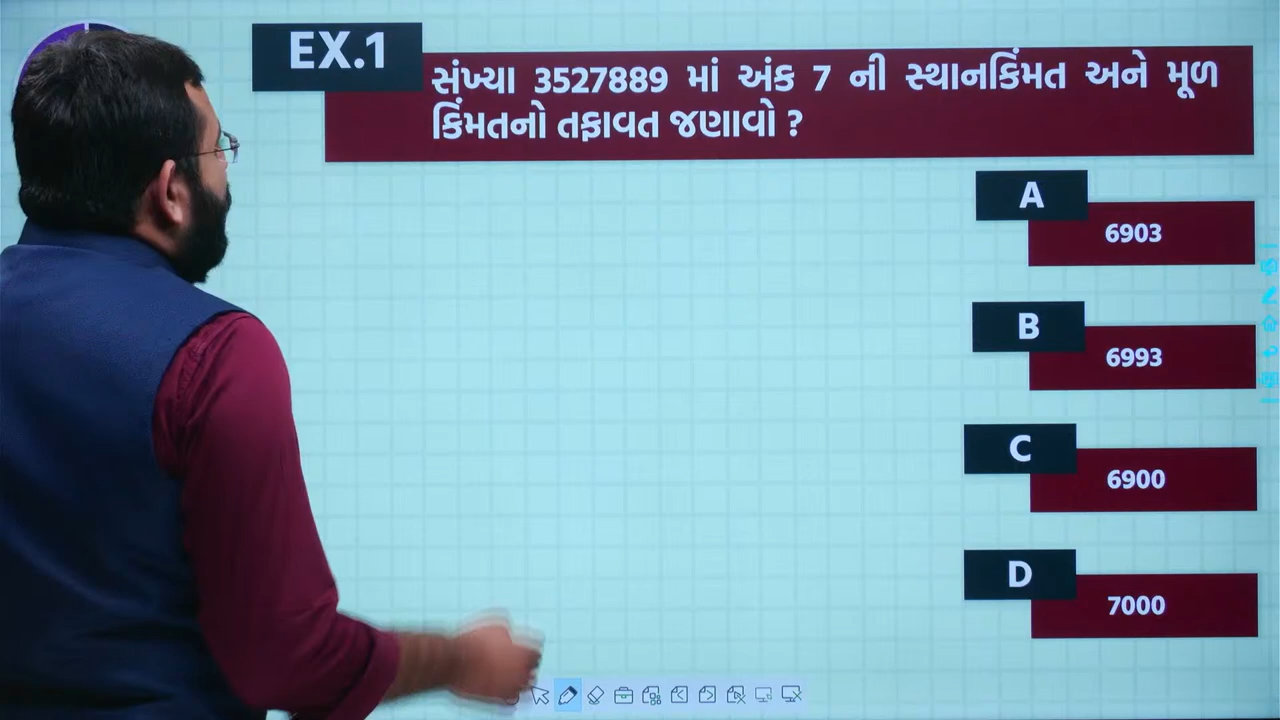 EX.1
સંખ્યા 3527889 માં અંક 7 ની સ્થાનકિંમત અને મૂળ
કિંમતનો તફાવત જણાવો ?
A
6903
B
6993
C
6900
D
7000